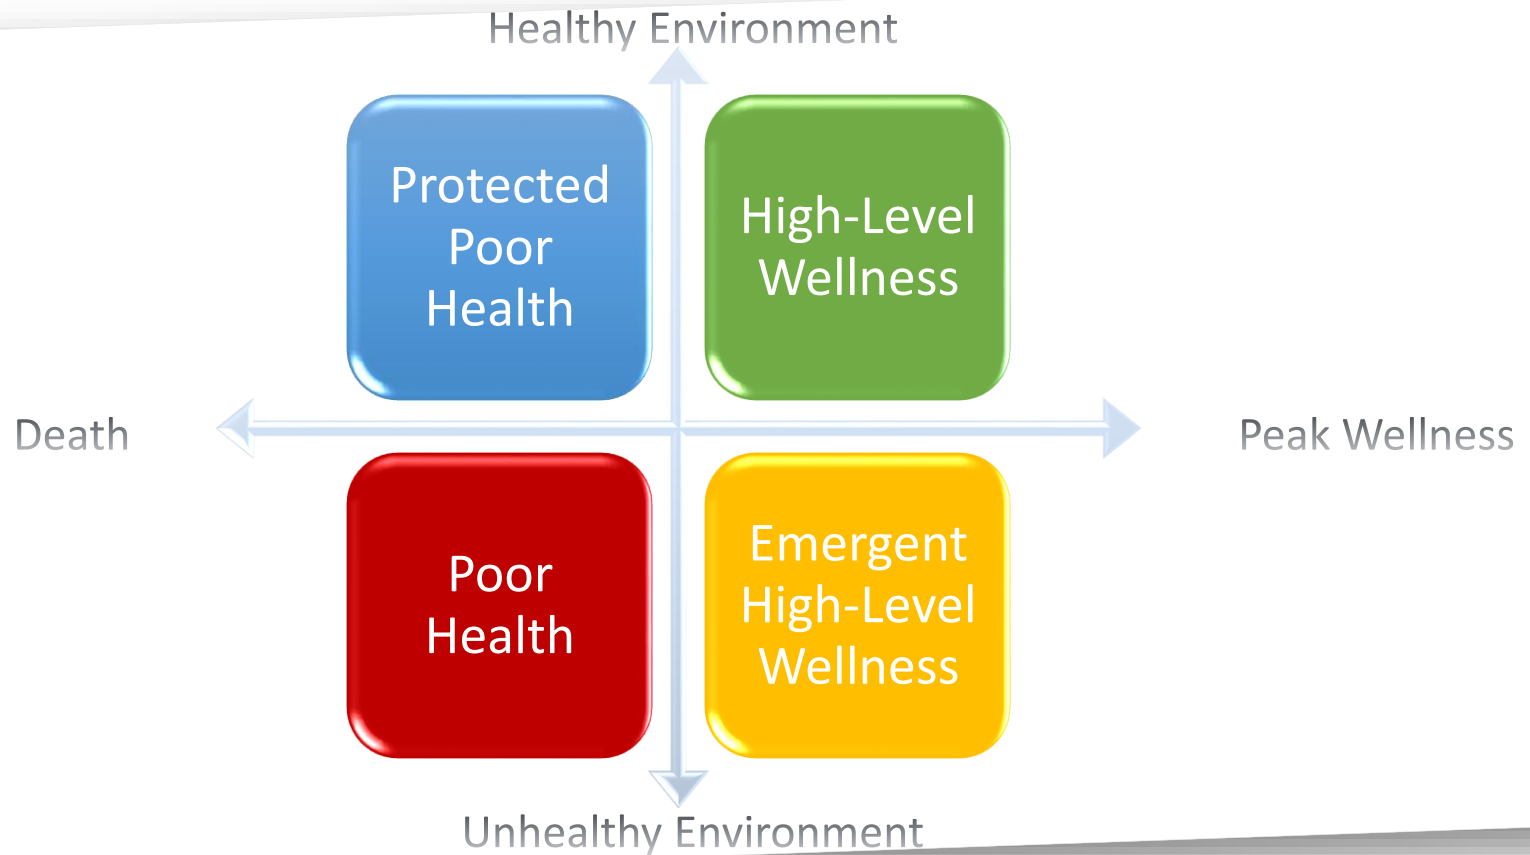 Healthy Environment
Protected
Poor
Health
High-Level
Wellness
Death
Peak Wellness
Poor
Health
Emergent
High-Level
Wellness
Unhealthy Environment